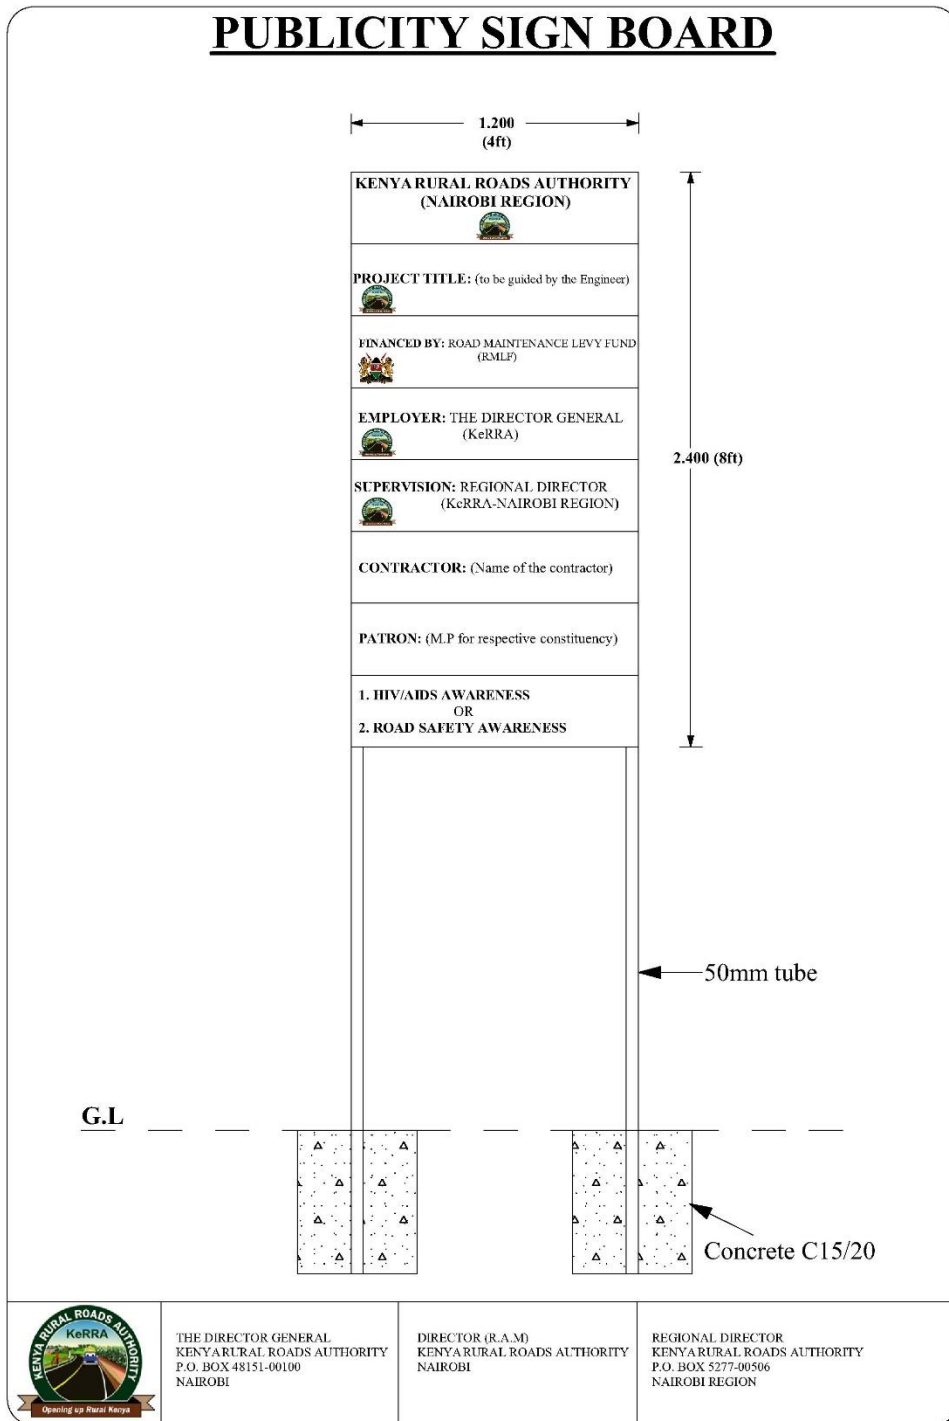 PUBLICITY SIGN BOARD
1.200
(4ft)
KENYA RURAL ROADS AUTHORITY
(NAIROBI REGION)
PROJECT TITLE: (to be guided by the Engineer)
FINANCED BY: ROAD MAINTENANCE LEVY FUND
(RMLF)
EMPLOYER: THE DIRECTOR GENERAL
(KeRRA)
2.400 (8ft)
SUPERVISION: REGIONAL DIRECTOR
(KeRRA-NAIROBI REGION)
CONTRACTOR: (Name of the contractor)
PATRON: (M.P for respective constituency)
1. HIV/AIDS AWARENESS
OR
2. ROAD SAFETY AWARENESS
50mm tube
G.L
Concrete C15/20
KENYA RURAL ROADS AUTHORITY
KeRRA
Opening up Rural Kenya
THE DIRECTOR GENERAL
KENYA RURAL ROADS AUTHORITY
P.O. BOX 48151-00100
NAIROBI
DIRECTOR (R.A.M)
KENYA RURAL ROADS AUTHORITY
NAIROBI
REGIONAL DIRECTOR
KENYA RURAL ROADS AUTHORITY
P.O. BOX 5277-00506
NAIROBI REGION